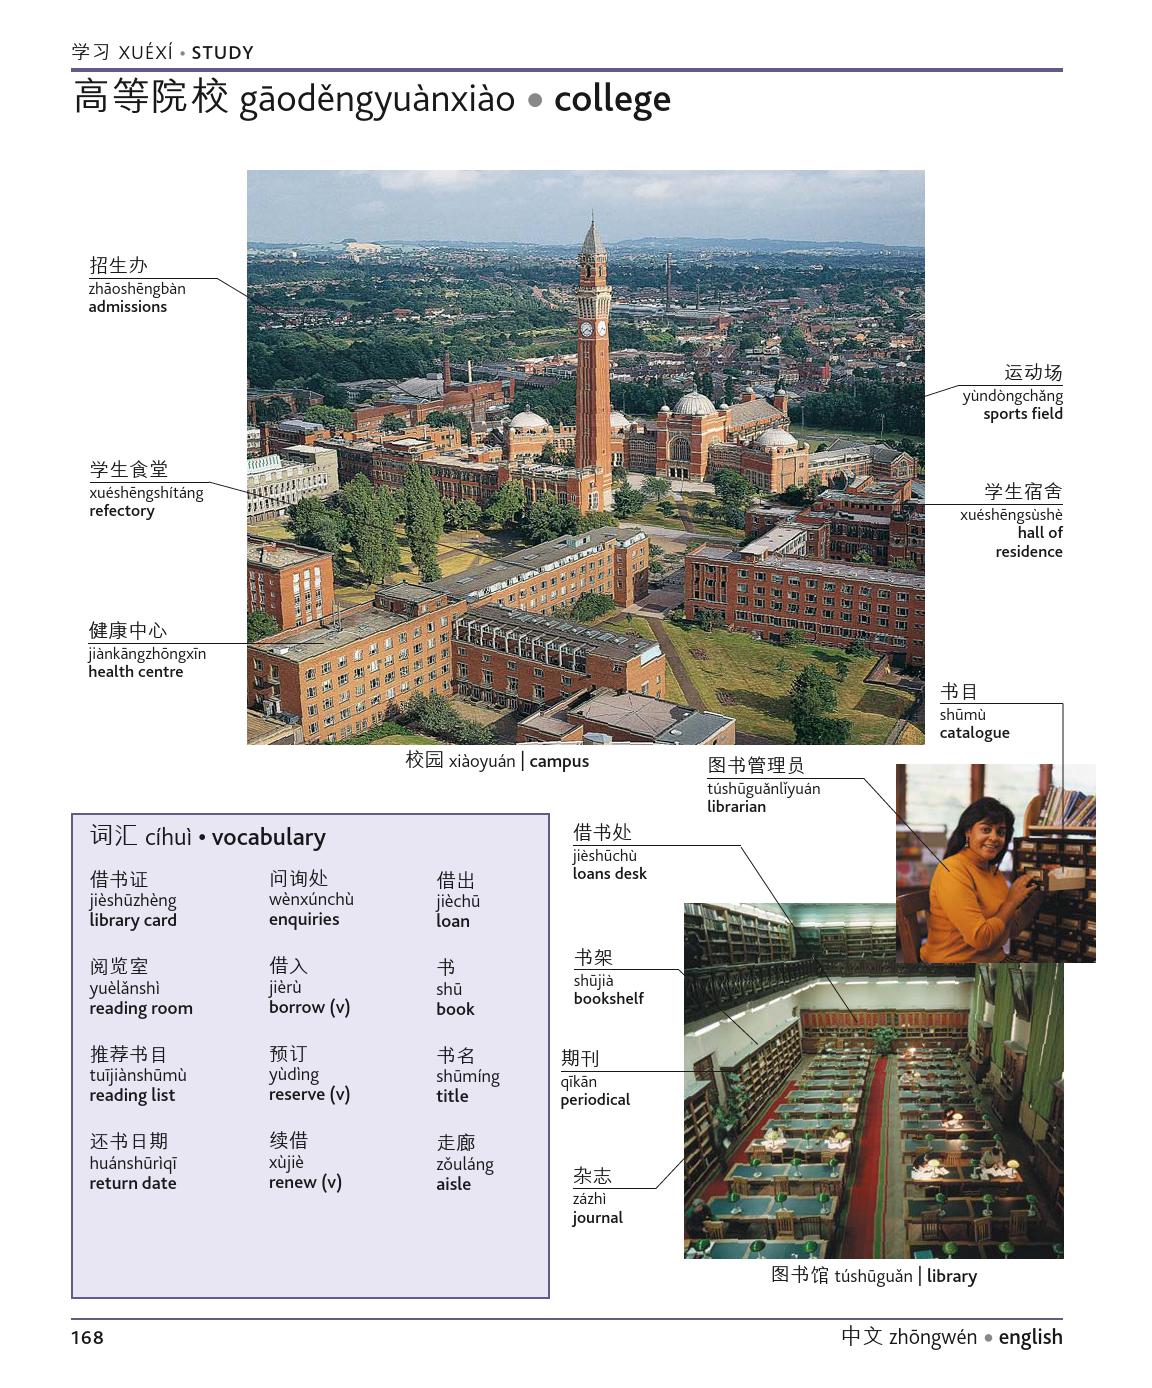 学习 XUÉXÍ • STUDY
高等院校 gāoděngyuànxiào • college
招生办
zhāoshēngbàn
admissions
学生食堂
xuéshēngshítáng
refectory
健康中心
jiànkāngzhōngxīn
health centre
运动场
yùndòngchǎng
sports field
学生宿舍
xuéshēngsùshè
hall of
residence
校园 xiàoyuán | campus
书目
shūmù
catalogue
图书管理员
túshūguǎnlǐyuán
librarian
借书处
jièshūchù
loans desk
书架
shūjià
bookshelf
期刊
qīkān
periodical
杂志
zázhì
journal
图书馆 túshūguǎn | library
词汇 cíhuì • vocabulary
借书证
jièshūzhèng
library card
阅览室
yuèlǎnshì
reading room
推荐书目
tuījiànshūmù
reading list
还书日期
huánshūrìqī
return date
问询处
wènxúnchù
enquiries
借入
jièrù
borrow (v)
预订
yùdìng
reserve (v)
续借
xùjiè
renew (v)
借出
jièchū
loan
书
shū
book
书名
shūmíng
title
走廊
zǒuláng
aisle
168
中文 zhōngwén • english